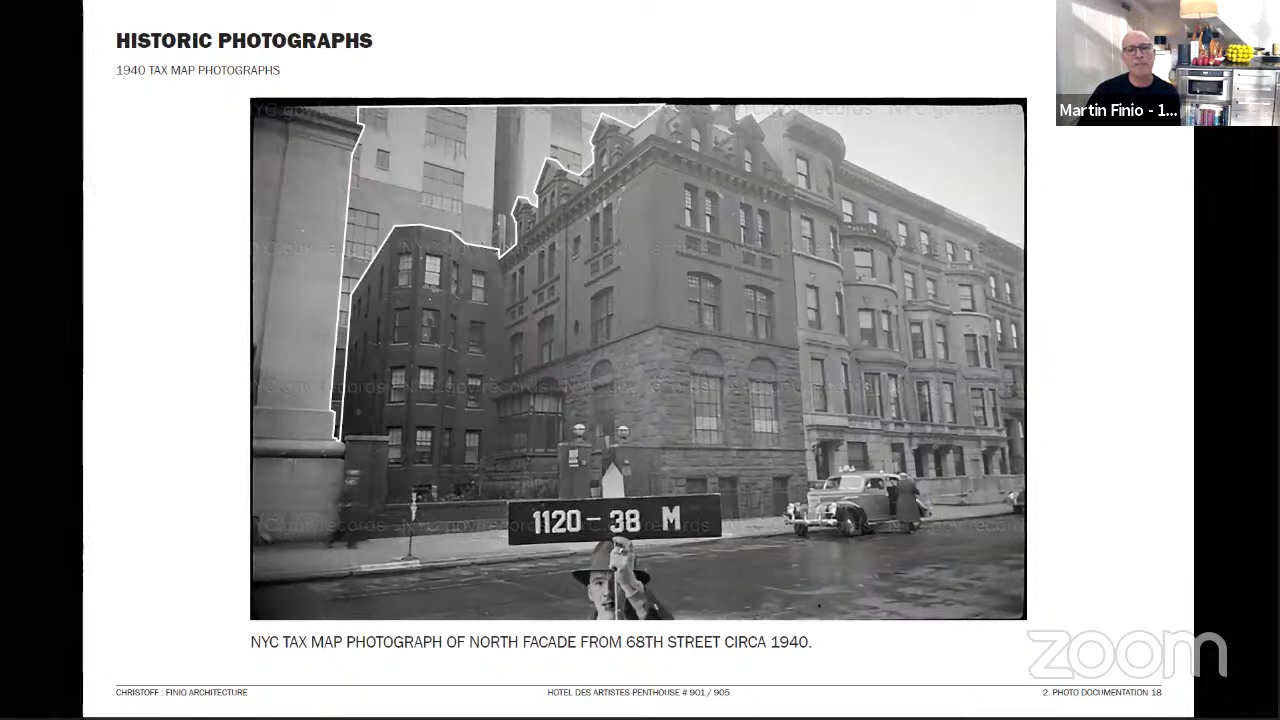 HISTORIC PHOTOGRAPHS
1940 TAX MAP PHOTOGRAPHS
Martin Finio - 1...
1120-38 M
NYC TAX MAP PHOTOGRAPH OF NORTH FACADE FROM 68TH STREET CIRCA 1940.
zoom
CHRISTOFF : FINIO ARCHITECTURE
HOTEL DES ARTISTES PENTHOUSE # 901 / 905
2. PHOTO DOCUMENTATION 18